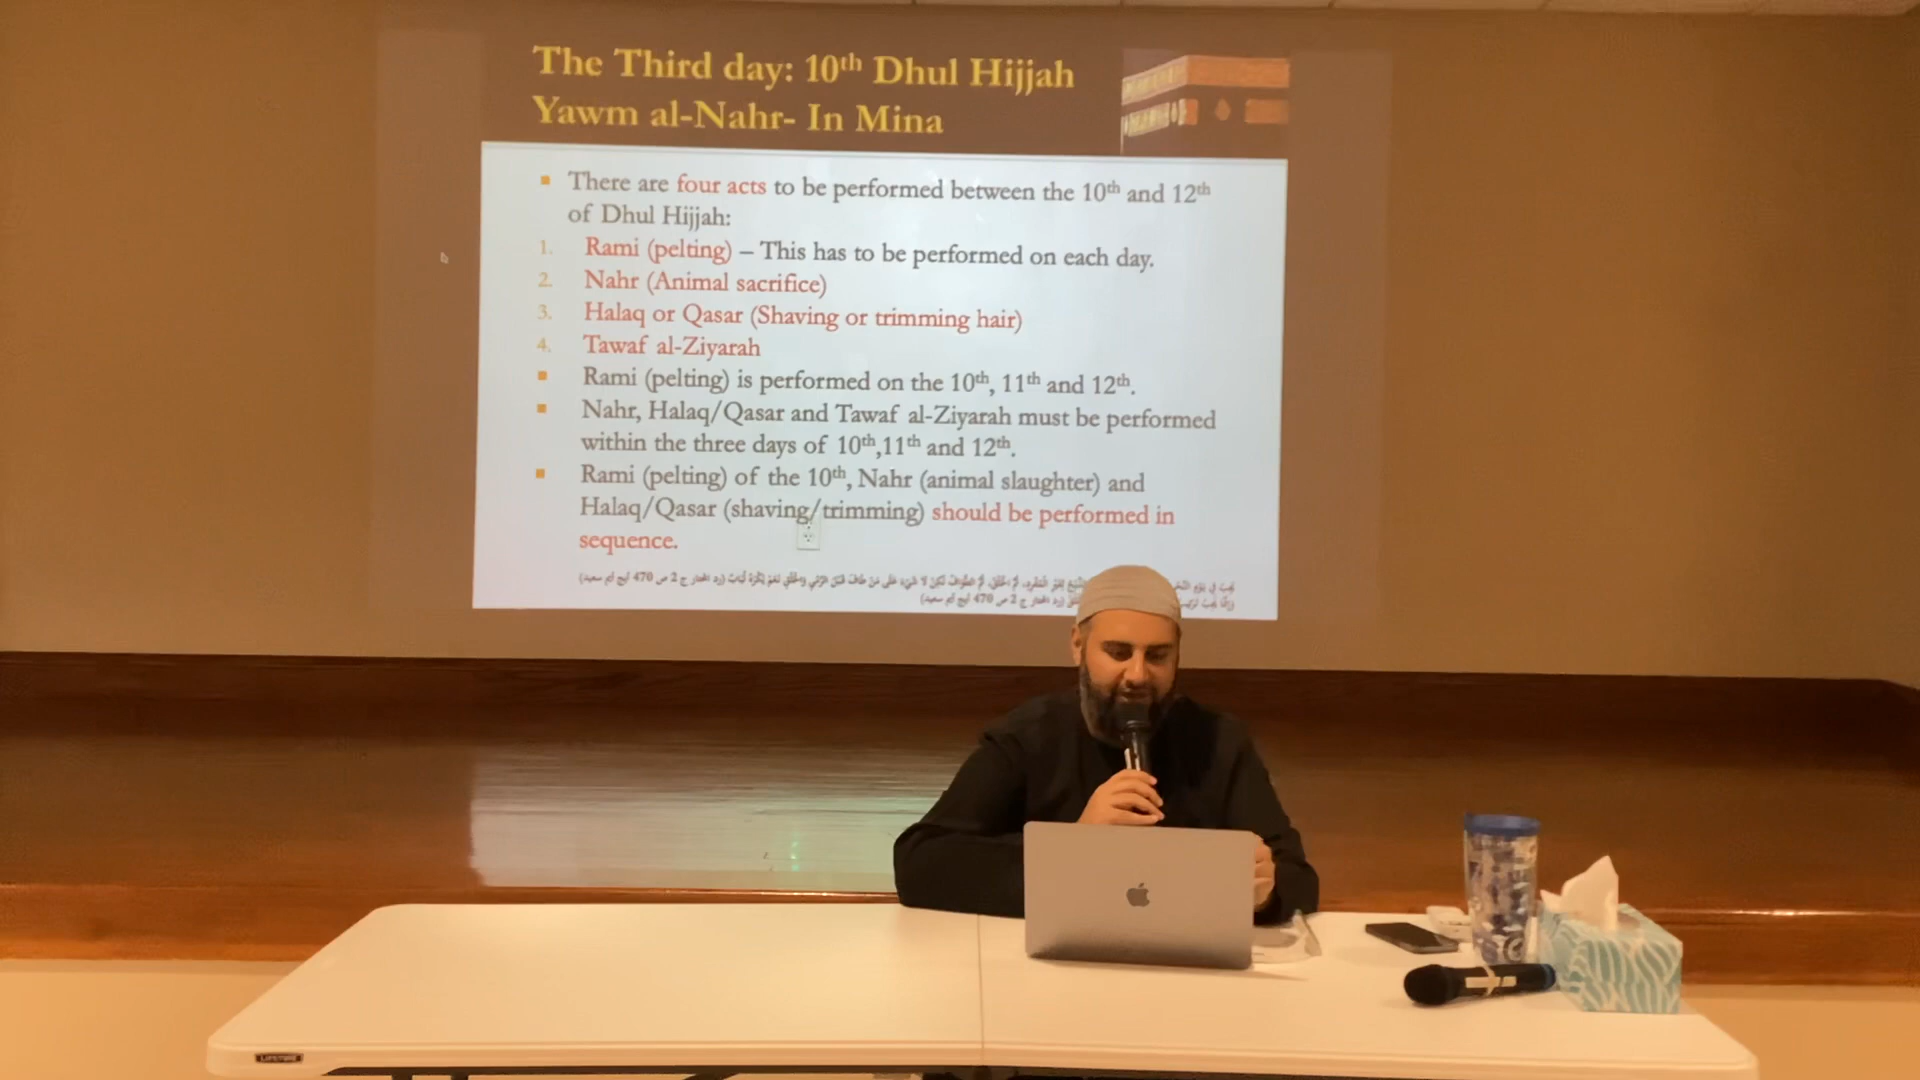 The Third day: 10th Dhul Hijjah
Yawm al-Nahr- In Mina
▪ There are four acts to be performed between the 10th and 12th
of Dhul Hijjah:
1. Rami (pelting) – This has to be performed on each day.
2. Nahr (Animal sacrifice)
3. Halaq or Qasar (Shaving or trimming hair)
4. Tawaf al-Ziyarah
▪ Rami (pelting) is performed on the 10th, 11th and 12th.
▪ Nahr, Halaq/Qasar and Tawaf al-Ziyarah must be performed
within the three days of 10th,11th and 12th.
▪ Rami (pelting) of the 10th, Nahr (animal slaughter) and
Halaq/Qasar (shaving/trimming) should be performed in
sequence.
LIFETIME